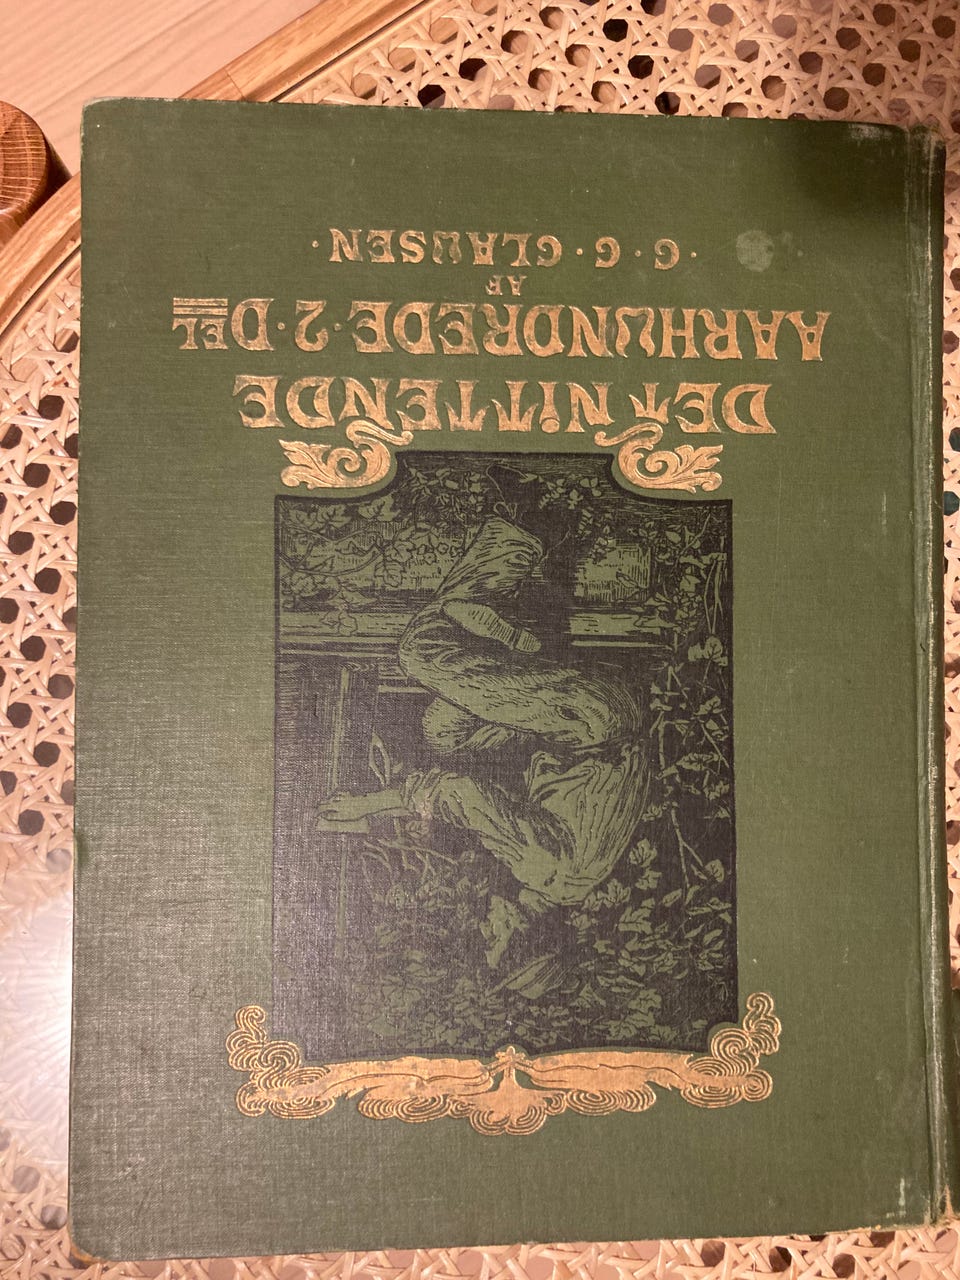 DET NITTENDE
AARHUNDREDE · 2 · DEL
AF
· G · G · CLAUSEN ·